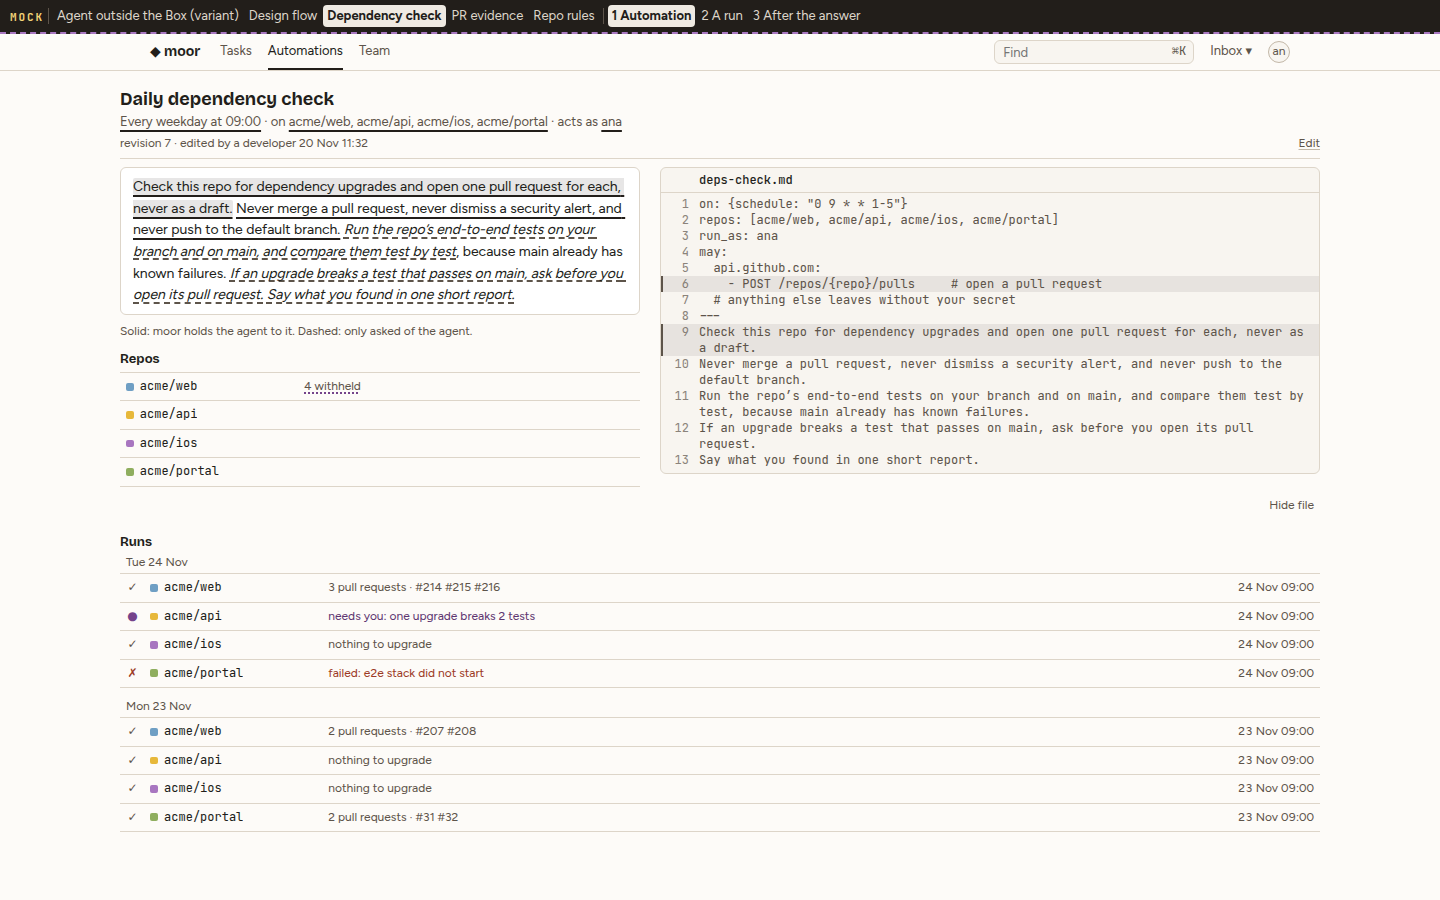 MOCK Agent outside the Box (variant) Design flow Dependency check PR evidence Repo rules 1 Automation 2 A run 3 After the answer
◆ moor Tasks Automations Team Find ⌘K Inbox ▾ an
Daily dependency check
Every weekday at 09:00 · on acme/web, acme/api, acme/ios, acme/portal · acts as ana
revision 7 · edited by a developer 20 Nov 11:32 Edit
Check this repo for dependency upgrades and open one pull request for each,
never as a draft. Never merge a pull request, never dismiss a security alert, and
never push to the default branch. Run the repo’s end-to-end tests on your
branch and on main, and compare them test by test, because main already has
known failures. If an upgrade breaks a test that passes on main, ask before you
open its pull request. Say what you found in one short report.
Solid: moor holds the agent to it. Dashed: only asked of the agent.
Repos
acme/web 4 withheld
acme/api
acme/ios
acme/portal
deps-check.md
1 on: {schedule: "0 9 * * 1-5"}
2 repos: [acme/web, acme/api, acme/ios, acme/portal]
3 run_as: ana
4 may:
5 api.github.com:
6 - POST /repos/{repo}/pulls # open a pull request
7 # anything else leaves without your secret
8 ---
9 Check this repo for dependency upgrades and open one pull request for each, never as
a draft.
10 Never merge a pull request, never dismiss a security alert, and never push to the
default branch.
11 Run the repo’s end-to-end tests on your branch and on main, and compare them test by
test, because main already has known failures.
12 If an upgrade breaks a test that passes on main, ask before you open its pull
request.
13 Say what you found in one short report.
Hide file
Runs
Tue 24 Nov
✓ acme/web 3 pull requests · #214 #215 #216 24 Nov 09:00
● acme/api needs you: one upgrade breaks 2 tests 24 Nov 09:00
✓ acme/ios nothing to upgrade 24 Nov 09:00
✗ acme/portal failed: e2e stack did not start 24 Nov 09:00
Mon 23 Nov
✓ acme/web 2 pull requests · #207 #208 23 Nov 09:00
✓ acme/api nothing to upgrade 23 Nov 09:00
✓ acme/ios nothing to upgrade 23 Nov 09:00
✓ acme/portal 2 pull requests · #31 #32 23 Nov 09:00